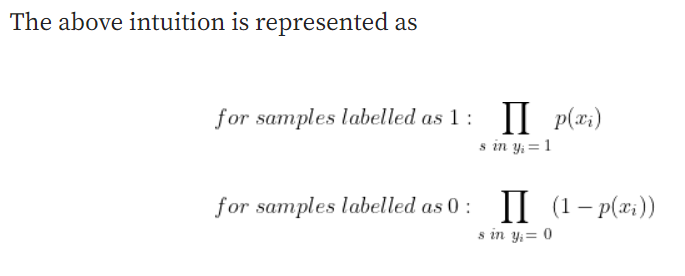 The above intuition is represented as
for samples labelled as 1 : ∏ p(xᵢ)
s in yᵢ = 1
for samples labelled as 0 : ∏ (1 − p(xᵢ))
s in yᵢ = 0